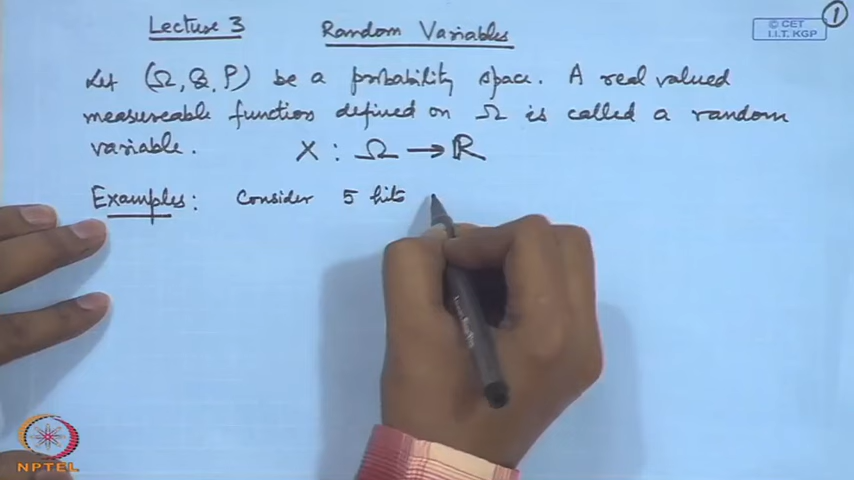 Lecture 3 Random Variables
© CET
I.I.T. KGP
1
Let (Ω, B, P) be a probability space. A real valued
measureable function defined on Ω is called a random
variable. X : Ω → ℝ
Examples: Consider 5 hits
NPTEL